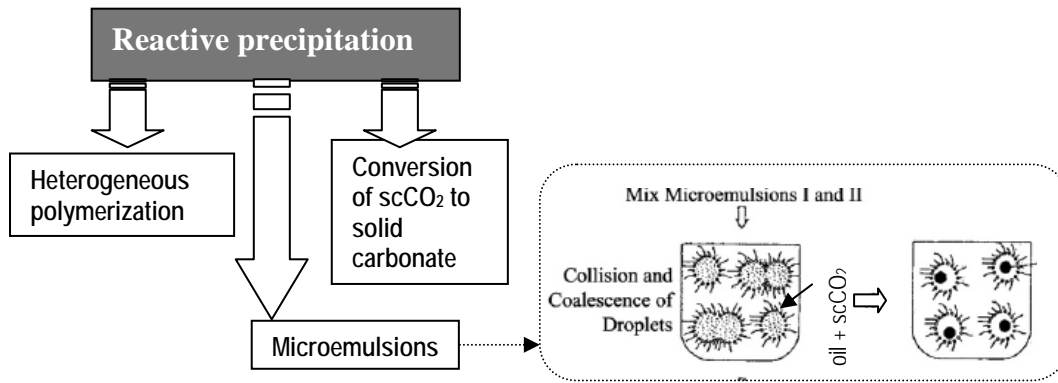 Reactive precipitation
Heterogeneous
polymerization
Conversion
of scCO₂ to
solid
carbonate
Microemulsions
Mix Microemulsions I and II
Collision and
Coalescence of
Droplets
oil + scCO₂